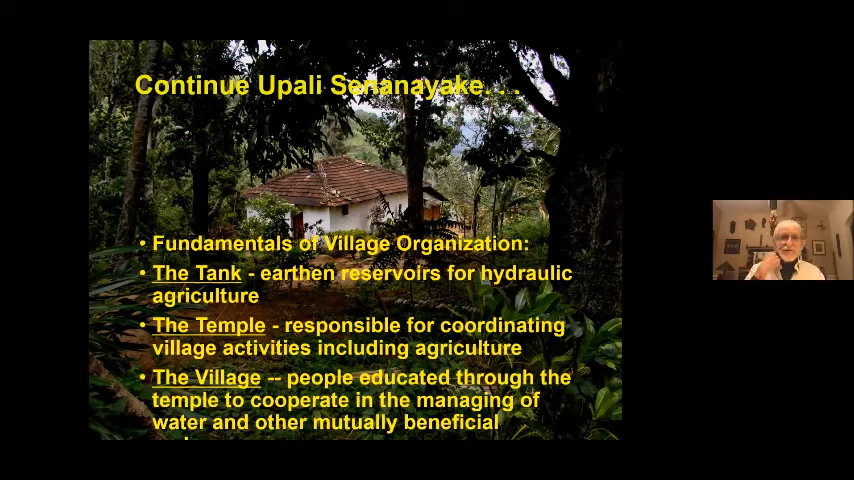 Continue Upali Senanayake. . .
• Fundamentals of Village Organization:
• The Tank - earthen reservoirs for hydraulic
agriculture
• The Temple - responsible for coordinating
village activities including agriculture
• The Village -- people educated through the
temple to cooperate in the managing of
water and other mutually beneficial